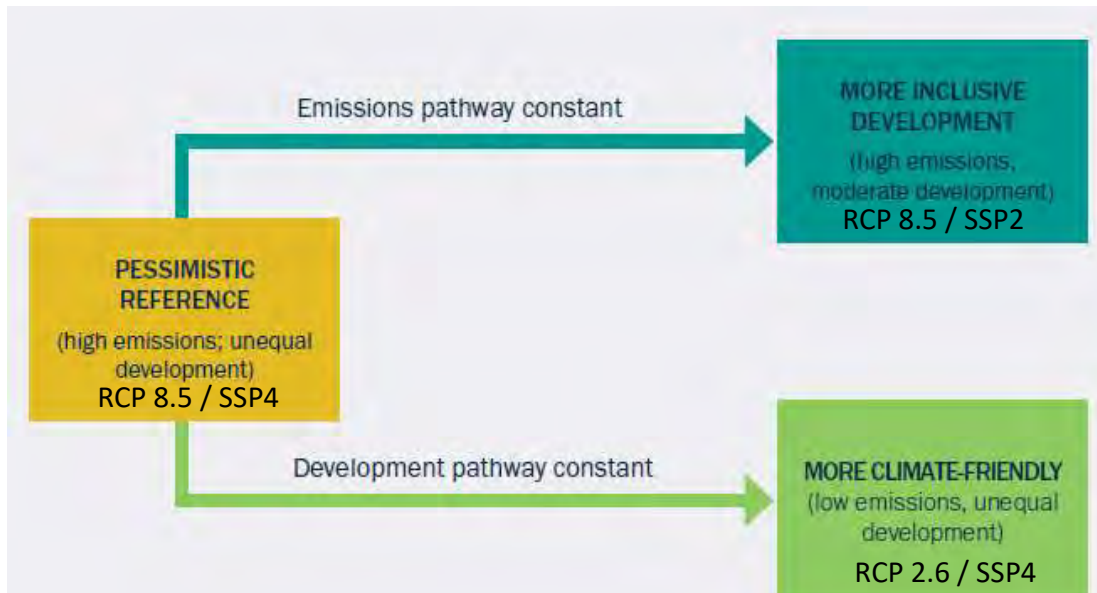 Emissions pathway constant
MORE INCLUSIVE
DEVELOPMENT
(high emissions,
moderate development)
RCP 8.5 / SSP2
PESSIMISTIC
REFERENCE
(high emissions; unequal
development)
RCP 8.5 / SSP4
Development pathway constant
MORE CLIMATE-FRIENDLY
(low emissions, unequal
development)
RCP 2.6 / SSP4